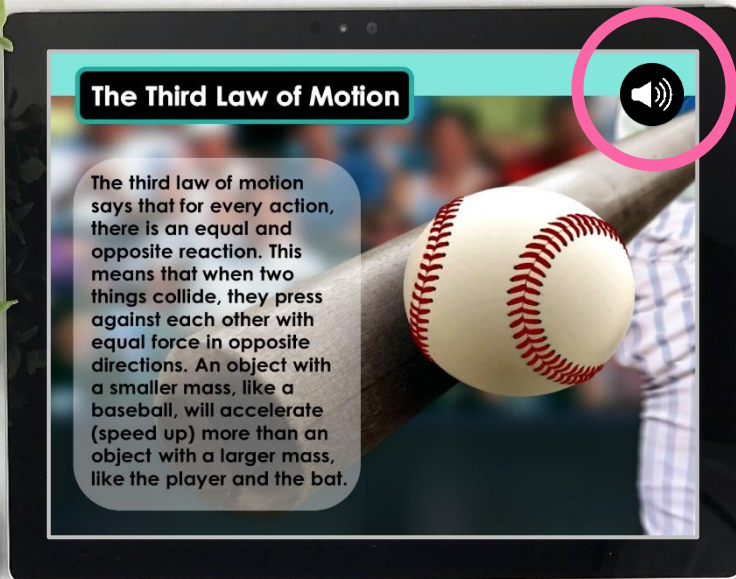 The Third Law of Motion
The third law of motion
says that for every action,
there is an equal and
opposite reaction. This
means that when two
things collide, they press
against each other with
equal force in opposite
directions. An object with
a smaller mass, like a
baseball, will accelerate
(speed up) more than an
object with a larger mass,
like the player and the bat.